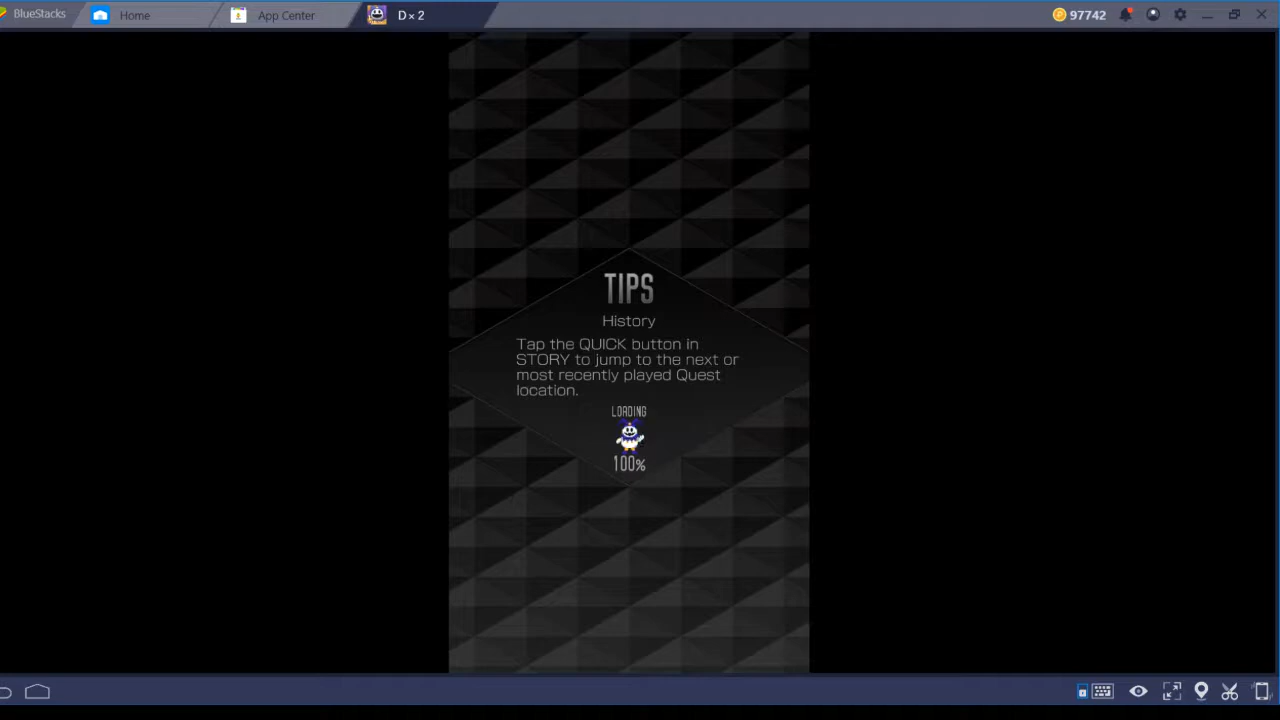 BlueStacks
Home
App Center
D×2
97742
TIPS
History
Tap the QUICK button in
STORY to jump to the next or
most recently played Quest
location.
LOADING
100%